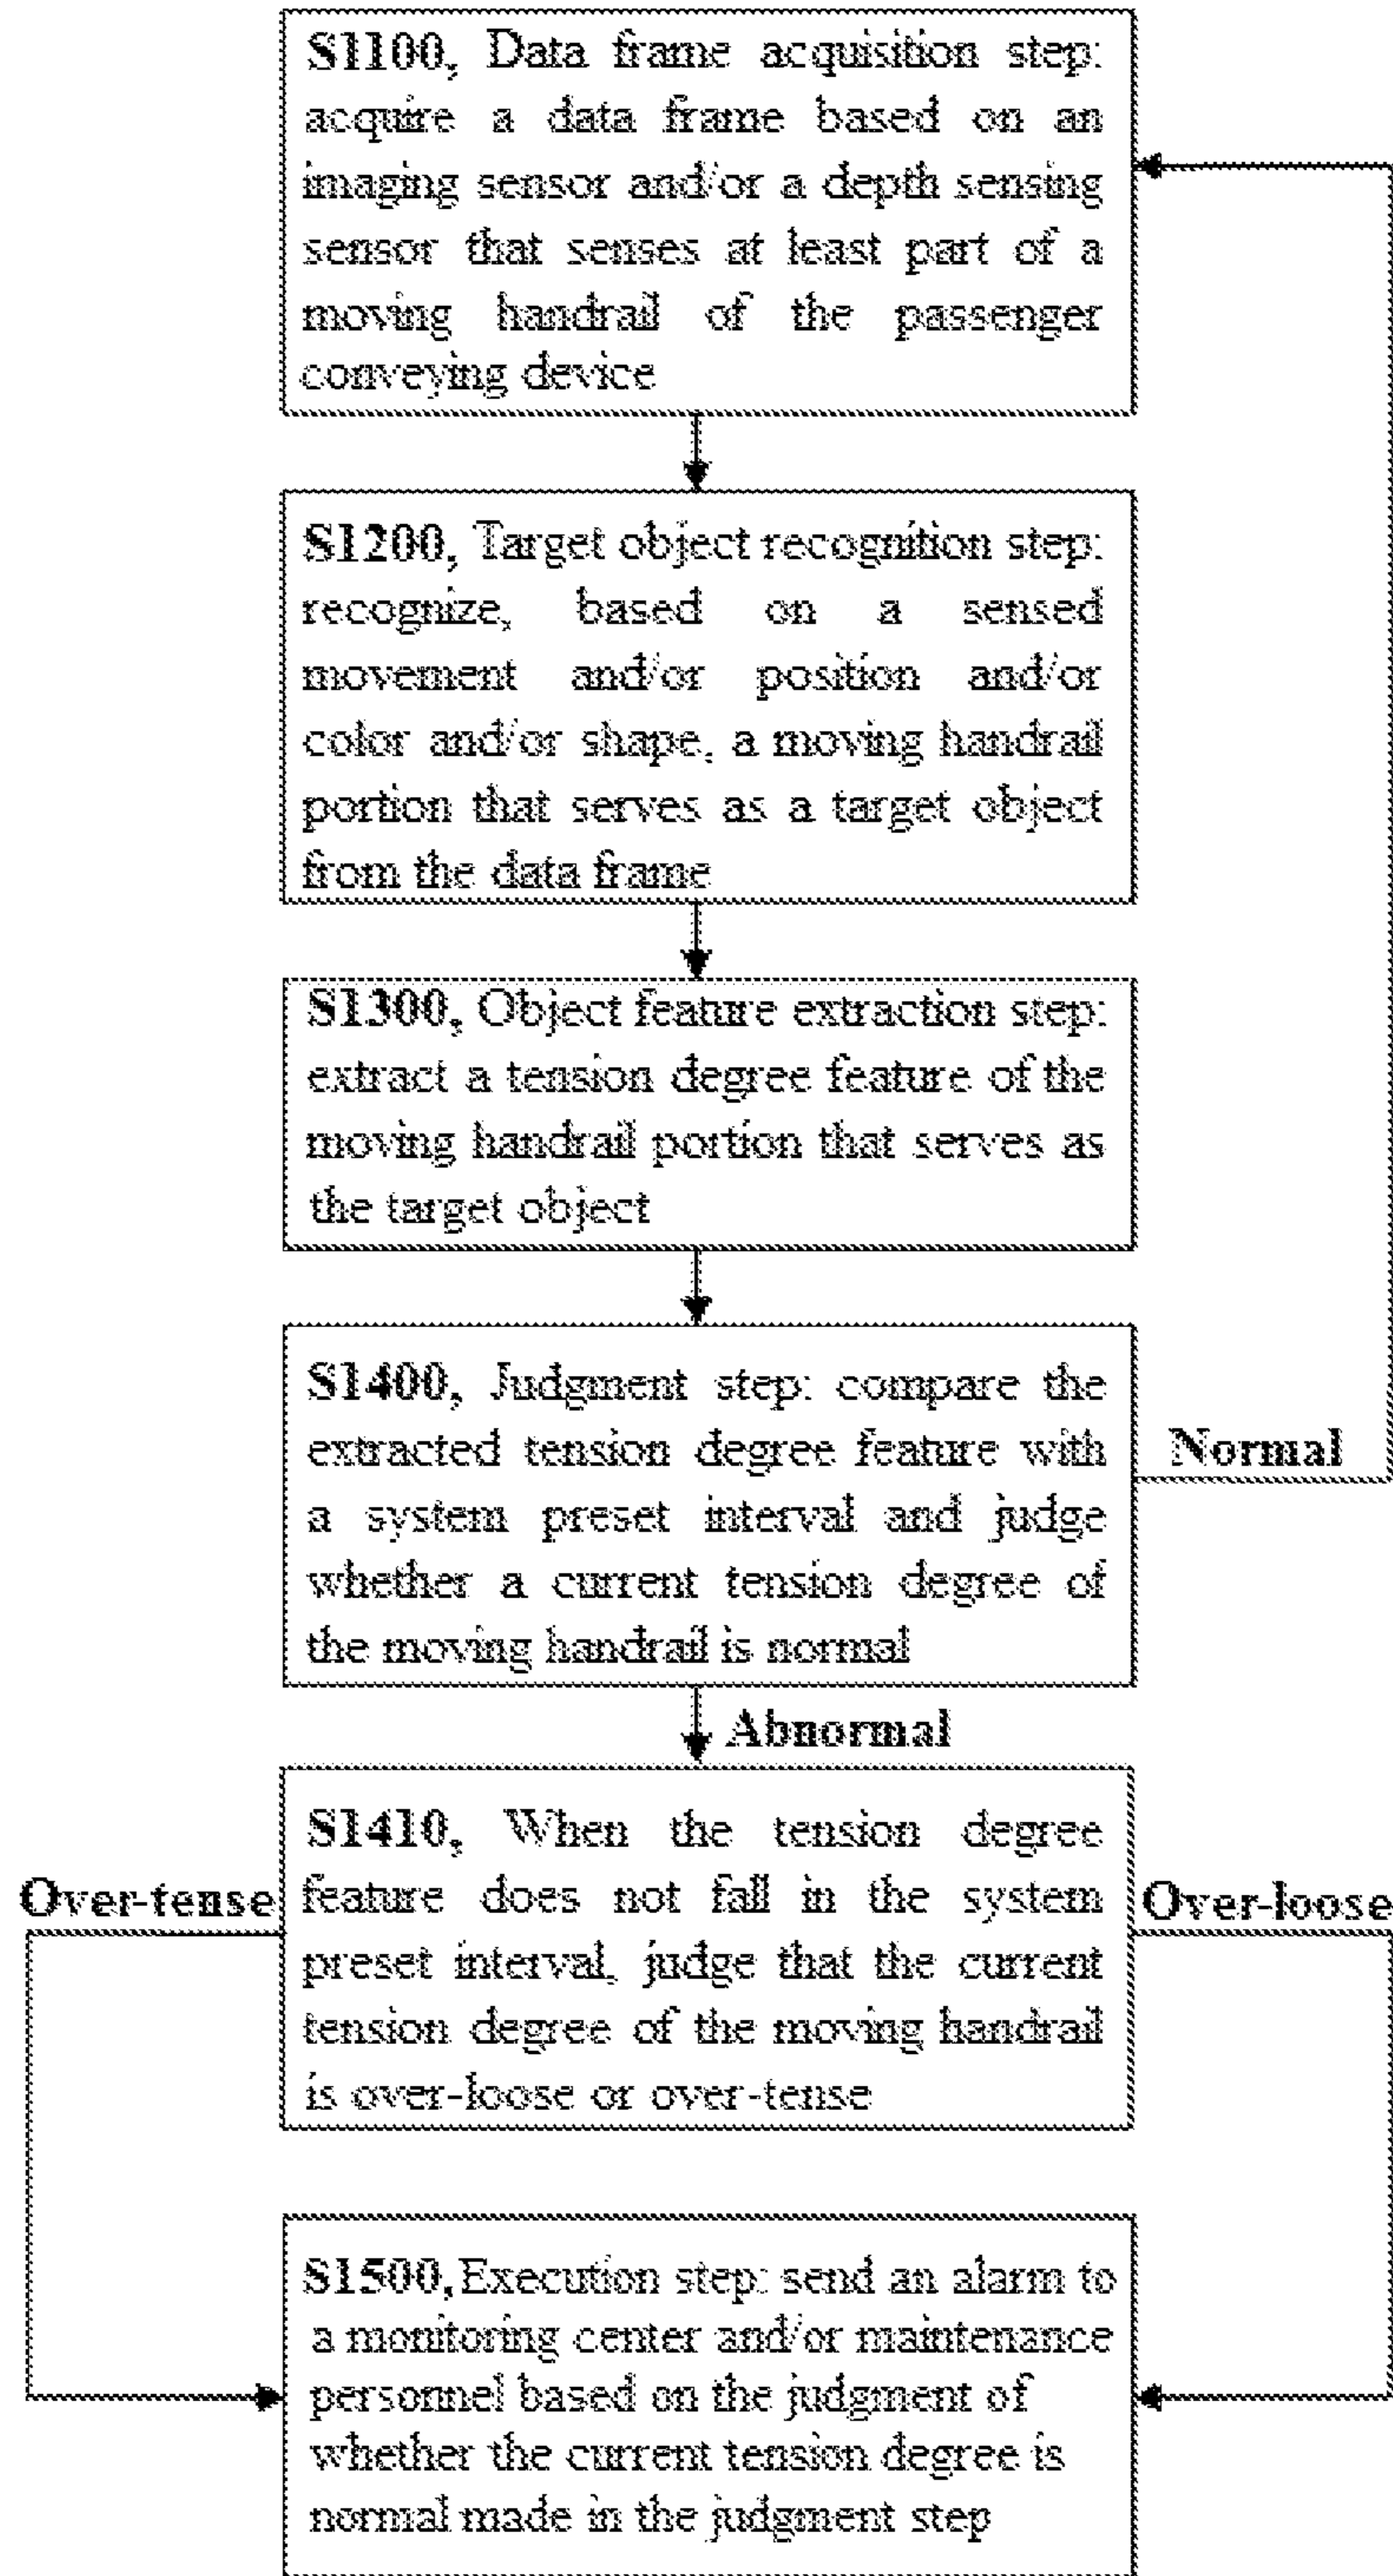 S1100, Data frame acquisition step:
acquire a data frame based on an
imaging sensor and/or a depth sensing
sensor that senses at least part of a
moving handrail of the passenger
conveying device
S1200, Target object recognition step:
recognize, based on a sensed
movement and/or position and/or
color and/or shape, a moving handrail
portion that serves as a target object
from the data frame
S1300, Object feature extraction step:
extract a tension degree feature of the
moving handrail portion that serves as
the target object
S1400, Judgment step: compare the
extracted tension degree feature with
a system preset interval and judge
whether a current tension degree of
the moving handrail is normal
Normal
Abnormal
S1410, When the tension degree
feature does not fall in the system
preset interval, judge that the current
tension degree of the moving handrail
is over-loose or over-tense
Over-tense
Over-loose
S1500,Execution step: send an alarm to
a monitoring center and/or maintenance
personnel based on the judgment of
whether the current tension degree is
normal made in the judgment step